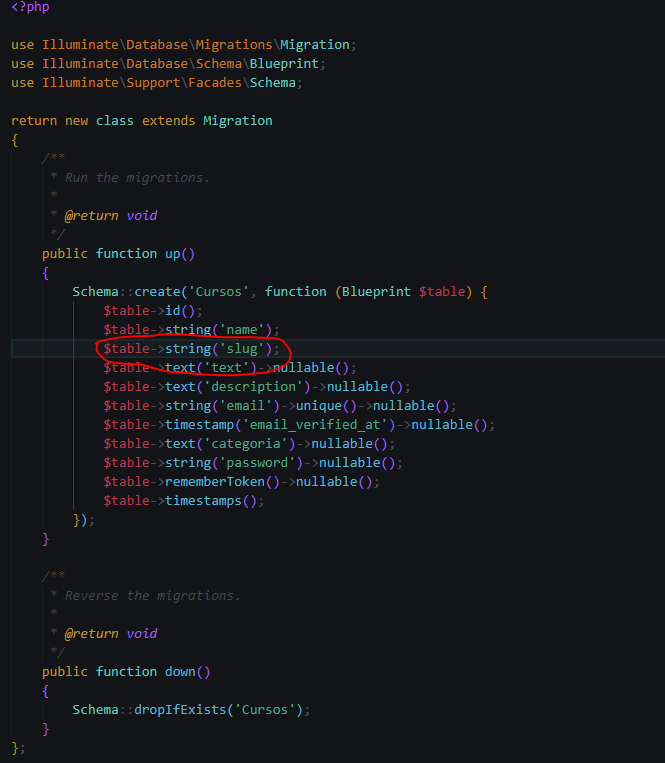 <?php
use Illuminate\Database\Migrations\Migration;
use Illuminate\Database\Schema\Blueprint;
use Illuminate\Support\Facades\Schema;
return new class extends Migration
{
/**
* Run the migrations.
*
* @return void
*/
public function up()
{
Schema::create('Cursos', function (Blueprint $table) {
$table->id();
$table->string('name');
$table->string('slug');
$table->text('text')->nullable();
$table->text('description')->nullable();
$table->string('email')->unique()->nullable();
$table->timestamp('email_verified_at')->nullable();
$table->text('categoria')->nullable();
$table->string('password')->nullable();
$table->rememberToken()->nullable();
$table->timestamps();
});
}
/**
* Reverse the migrations.
*
* @return void
*/
public function down()
{
Schema::dropIfExists('Cursos');
}
};